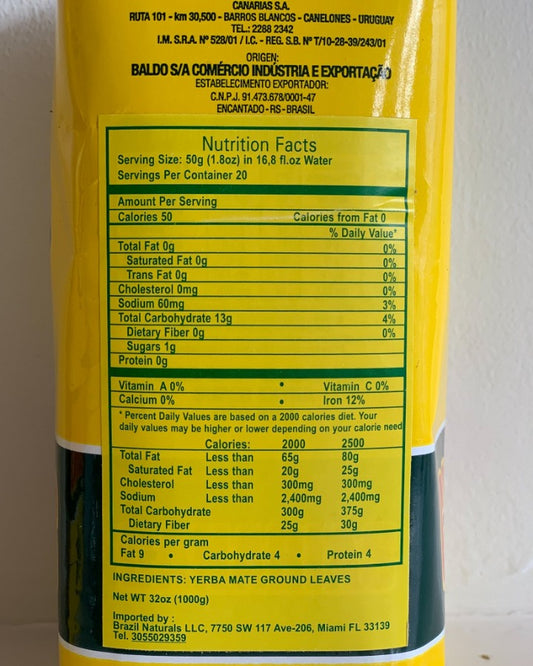 CANARIAS S.A.
RUTA 101 - km 30,500 - BARROS BLANCOS - CANELONES - URUGUAY
TEL.: 2288 2342
I.M. S.R.A. Nº 528/01 / I.C. - REG. S.B. Nº T/10-28-39/243/01
ORIGEN:
BALDO S/A COMÉRCIO INDÚSTRIA E EXPORTAÇÃO
ESTABELECIMENTO EXPORTADOR:
C.N.P.J. 91.473.678/0001-47
ENCANTADO - RS - BRASIL
Nutrition Facts
Serving Size: 50g (1.8oz) in 16,8 fl.oz Water
Servings Per Container 20
Amount Per Serving
Calories 50 Calories from Fat 0
% Daily Value*
Total Fat 0g 0%
Saturated Fat 0g 0%
Trans Fat 0g 0%
Cholesterol 0mg 0%
Sodium 60mg 3%
Total Carbohydrate 13g 4%
Dietary Fiber 0g 0%
Sugars 1g
Protein 0g
Vitamin A 0% • Vitamin C 0%
Calcium 0% • Iron 12%
* Percent Daily Values are based on a 2000 calories diet. Your
daily values may be higher or lower depending on your calorie need
Calories: 2000 2500
Total Fat Less than 65g 80g
Saturated Fat Less than 20g 25g
Cholesterol Less than 300mg 300mg
Sodium Less than 2,400mg 2,400mg
Total Carbohydrate 300g 375g
Dietary Fiber 25g 30g
Calories per gram
Fat 9 • Carbohydrate 4 • Protein 4
INGREDIENTS: YERBA MATE GROUND LEAVES
Net WT 32oz (1000g)
Imported by :
Brazil Naturals LLC, 7750 SW 117 Ave-206, Miami FL 33139
Tel. 3055029359